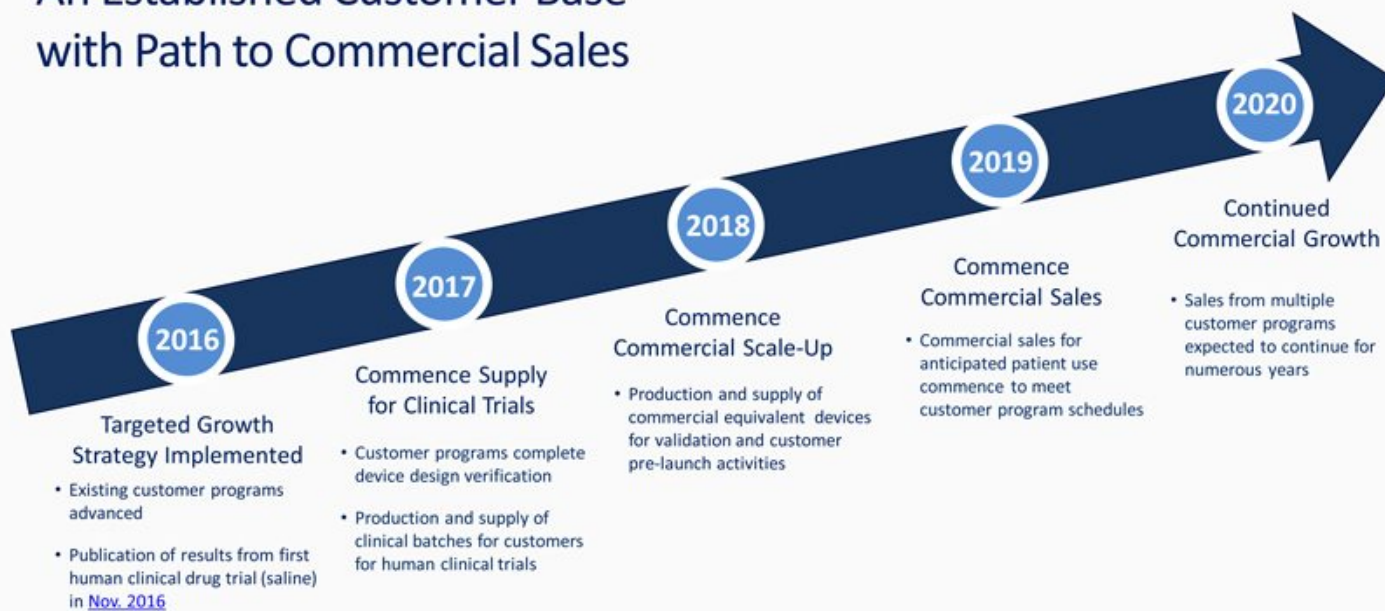 An Established Customer Base
with Path to Commercial Sales
2016
Targeted Growth
Strategy Implemented
• Existing customer programs
advanced
• Publication of results from first
human clinical drug trial (saline)
in Nov. 2016
2017
Commence Supply
for Clinical Trials
• Customer programs complete
device design verification
• Production and supply of
clinical batches for customers
for human clinical trials
2018
Commence
Commercial Scale-Up
• Production and supply of
commercial equivalent devices
for validation and customer
pre-launch activities
2019
Commence
Commercial Sales
• Commercial sales for
anticipated patient use
commence to meet
customer program schedules
2020
Continued
Commercial Growth
• Sales from multiple
customer programs
expected to continue for
numerous years